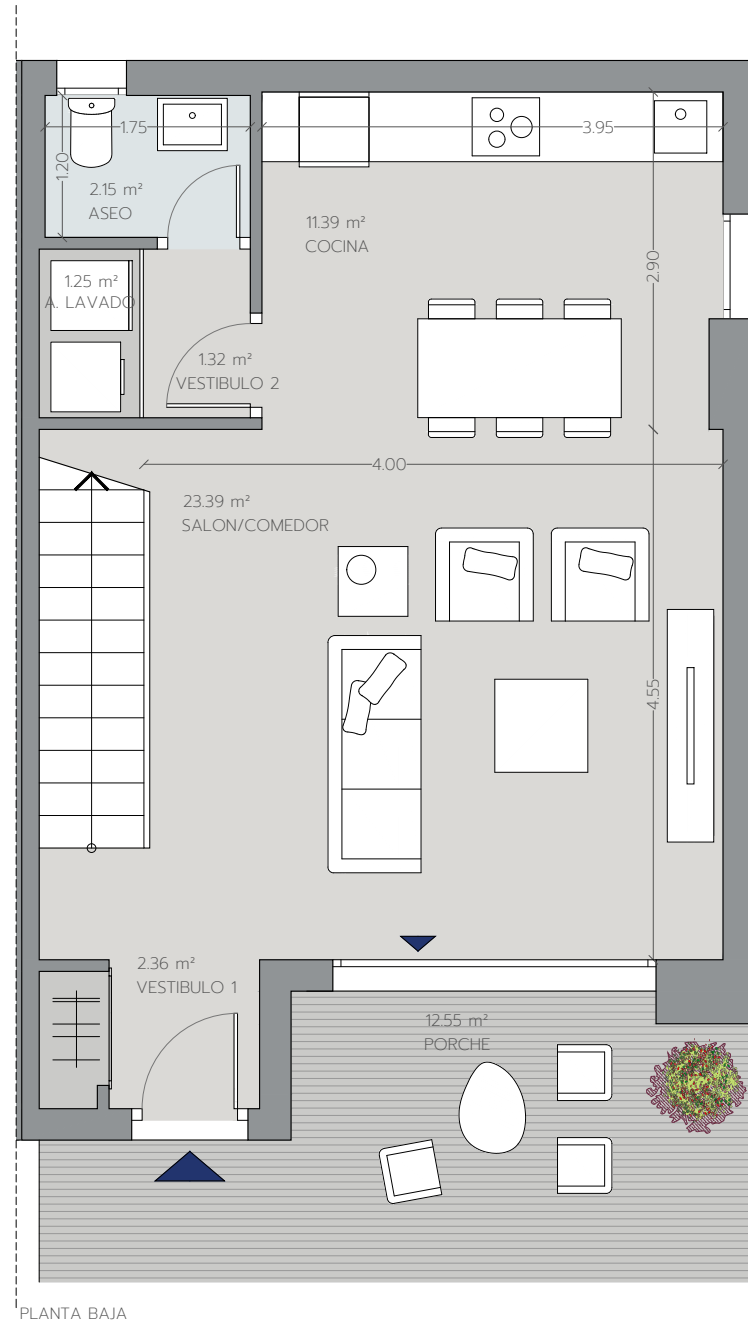 1.75
3.95
1.20
2.15 m²
ASEO
11.39 m²
COCINA
2.90
1.25 m²
A. LAVADO
1.32 m²
VESTIBULO 2
4.00
23.39 m²
SALON/COMEDOR
4.55
2.36 m²
VESTIBULO 1
12.55 m²
PORCHE
PLANTA BAJA